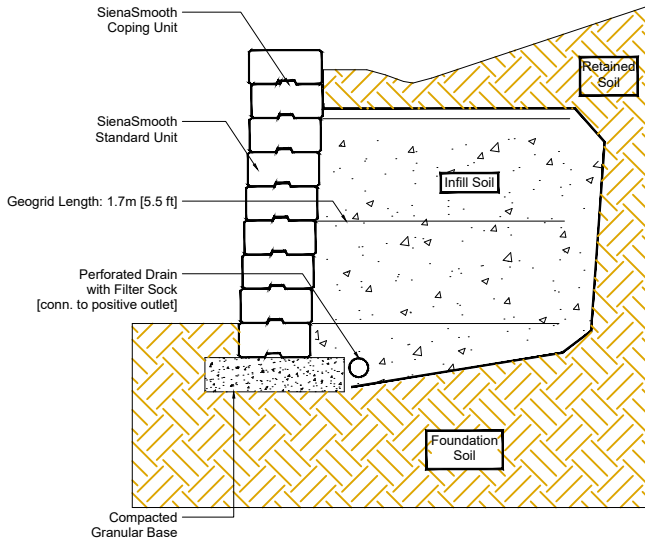 SienaSmooth
Coping Unit
Retained
Soil
SienaSmooth
Standard Unit
Infill Soil
Geogrid Length: 1.7m [5.5 ft]
Perforated Drain
with Filter Sock
[conn. to positive outlet]
Foundation
Soil
Compacted
Granular Base